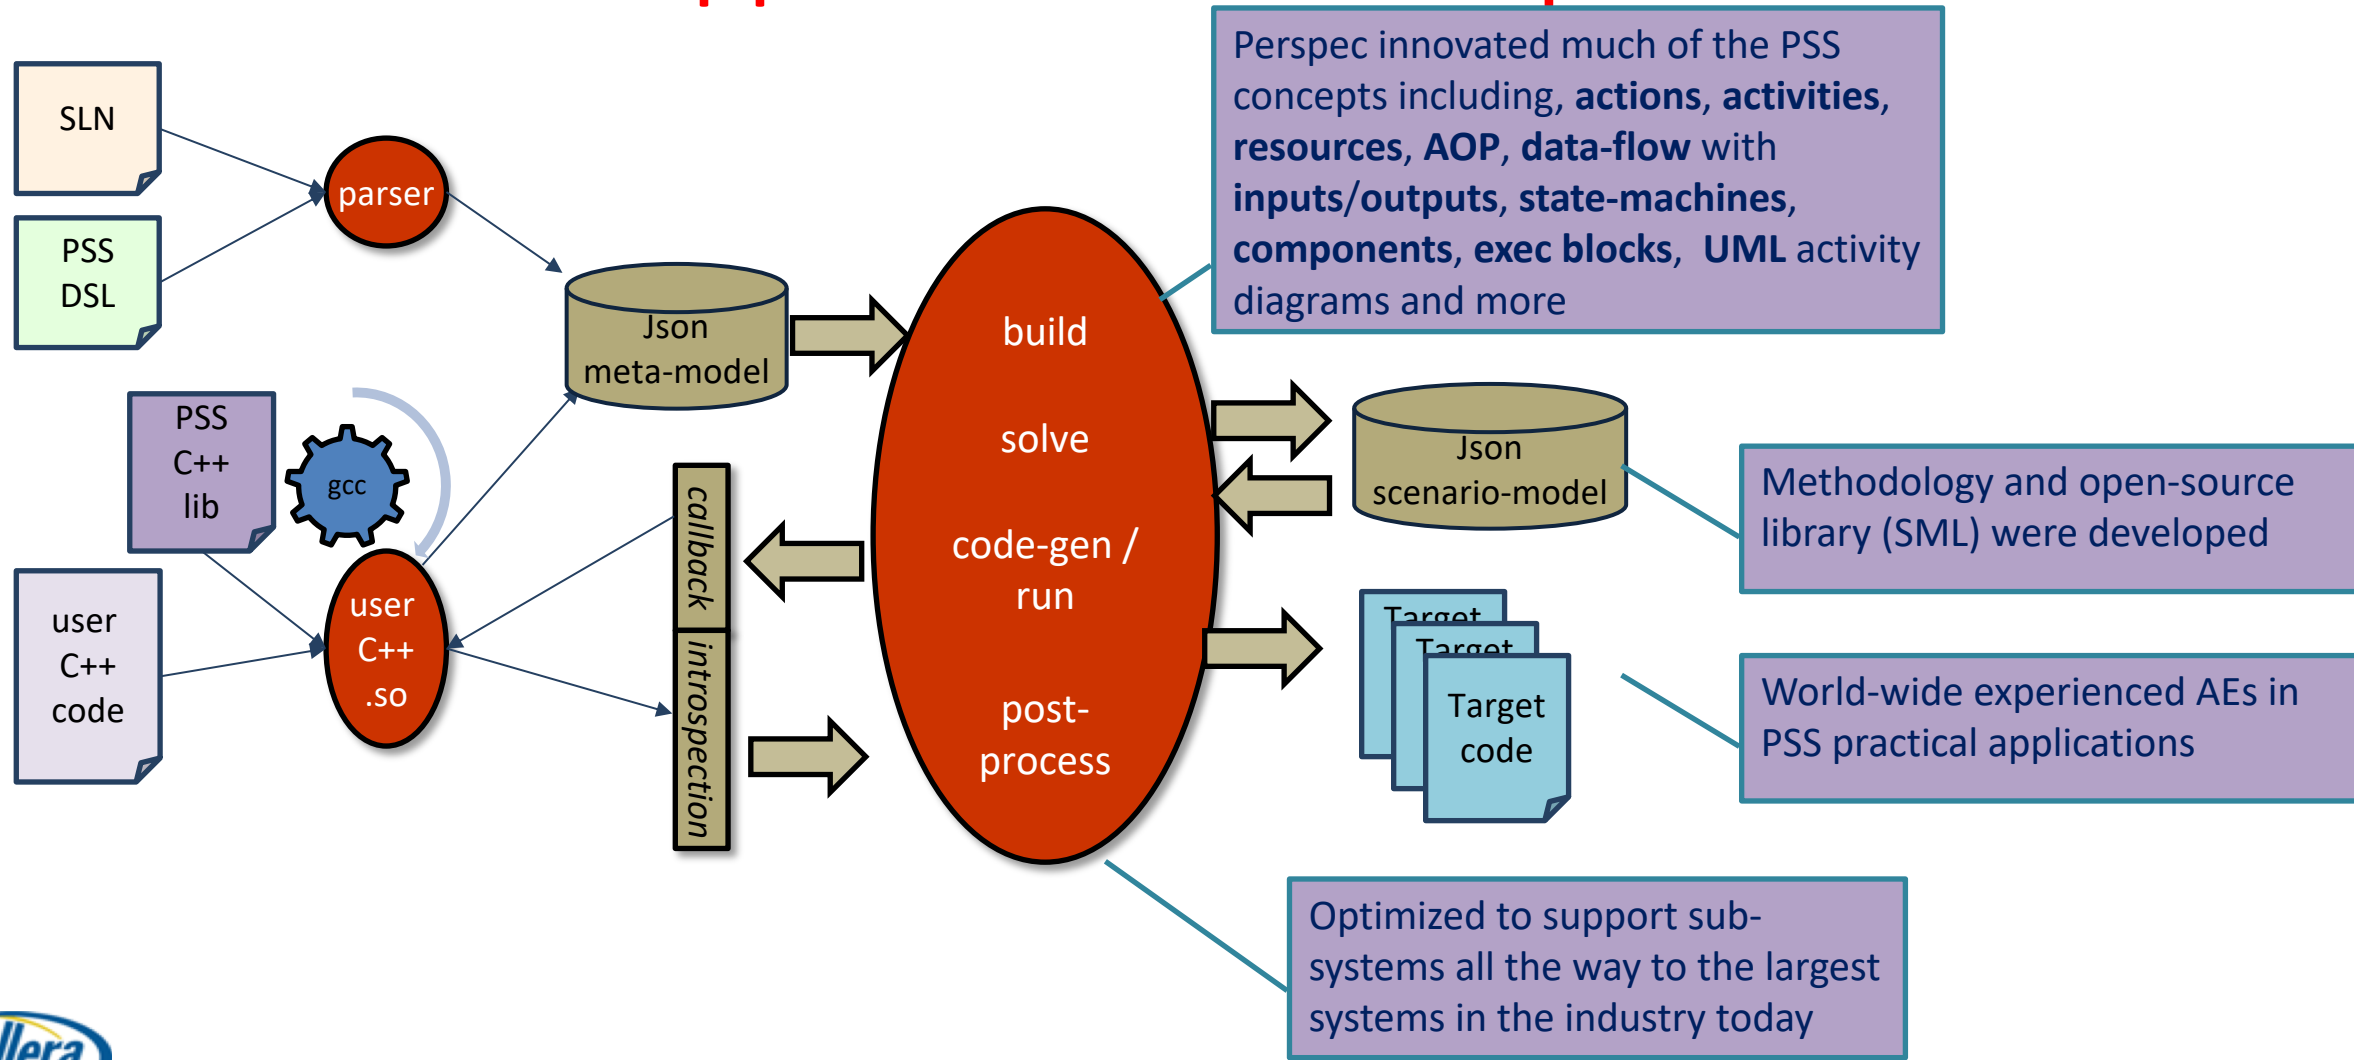 SLN
PSS
DSL
parser
Json
meta-model
PSS
C++
lib
gcc
user
C++
code
user
C++
.so
callback
introspection
build
solve
code-gen /
run
post-
process
Perspec innovated much of the PSS
concepts including, actions, activities,
resources, AOP, data-flow with
inputs/outputs, state-machines,
components, exec blocks, UML activity
diagrams and more
Json
scenario-model
Methodology and open-source
library (SML) were developed
Target
Target
Target
code
World-wide experienced AEs in
PSS practical applications
Optimized to support sub-
systems all the way to the largest
systems in the industry today